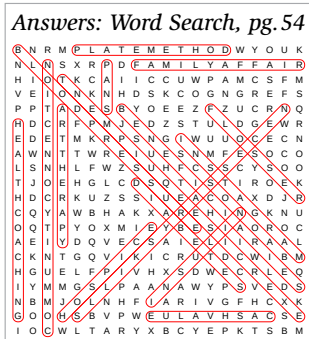 Answers: Word Search, pg. 54
B N R M P L A T E M E T H O D W Y O U K
N L N S X R P D F A M I L Y A F F A I R
H I O T K C A I I C C U W P A M C S F M
V E I O N K N H D S K C O G N G R E F S
P P T A D E S B Y O E E Z F Z U C R N Q
H D C R F P M J E D Z S T U L D G E W R
E D E T M K R P S N G I W U U O C E C N
A W N T T W R E I U E S N M F E S O C O
L S N H L F W Z S U H F C S S C Y S O O
T J O E H G L C D S Q T I S T I R O E K
H D C R K U Z S S I U E A C O A X D J R
C Q Y A W B H A K X A R E H I N G K N U
O Q T P Y O X M I E Y B E S I A O R O C
A E I Y D Q V E C S A I E L I I R A A L
C K N T G Q V I K I C R U T D C W I B M
H G U E L F P I V H X S D W E C R L E Q
I Y M M G S L P A A N A W Y P S V E D S
N B M J O L N H F I A R I V G F H C X K
G O O H S B V P W E U L A V H S A C S E
I O C W L T A R Y X B C Y E P K T S B M